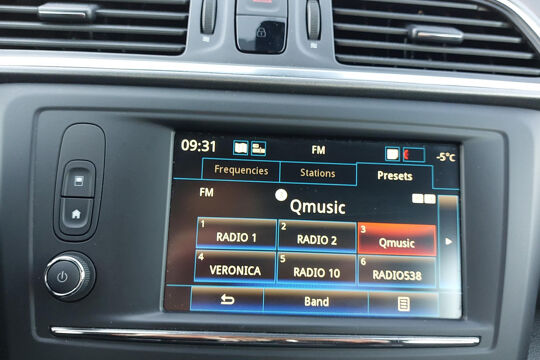 09:31 FM -5°C
Frequencies Stations Presets
FM
Qmusic
1 RADIO 1 2 RADIO 2 3 Qmusic
4 VERONICA 5 RADIO 10 6 RADIO538
Band